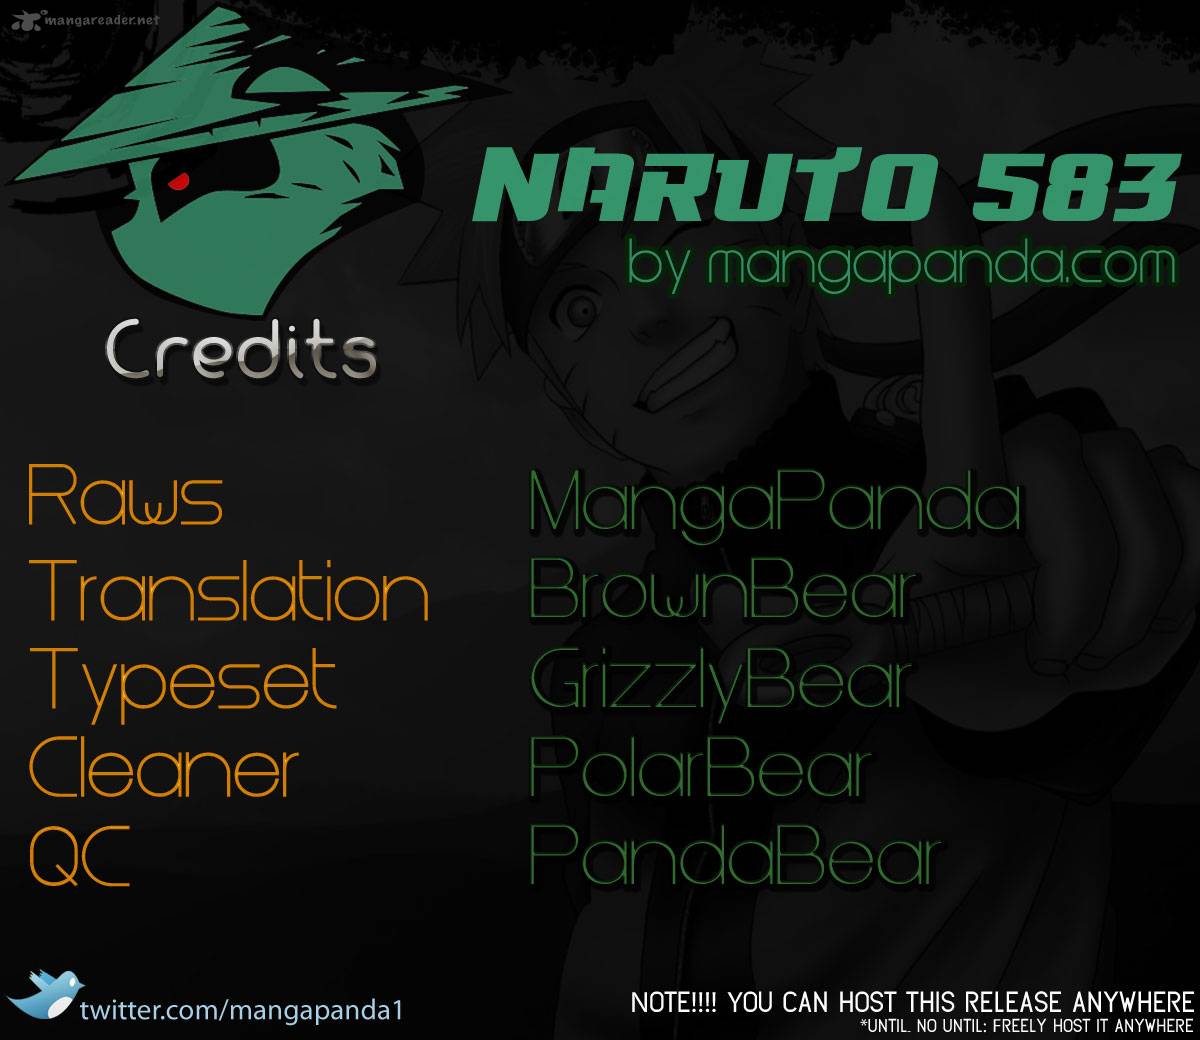 mangareader.net
NARUTO 583
by mangapanda.com
Credits
Raws MangaPanda
Translation BrownBear
Typeset GrizzlyBear
Cleaner PolarBear
QC PandaBear
twitter.com/mangapanda1
NOTE!!!! YOU CAN HOST THIS RELEASE ANYWHERE
*UNTIL. NO UNTIL: FREELY HOST IT ANYWHERE